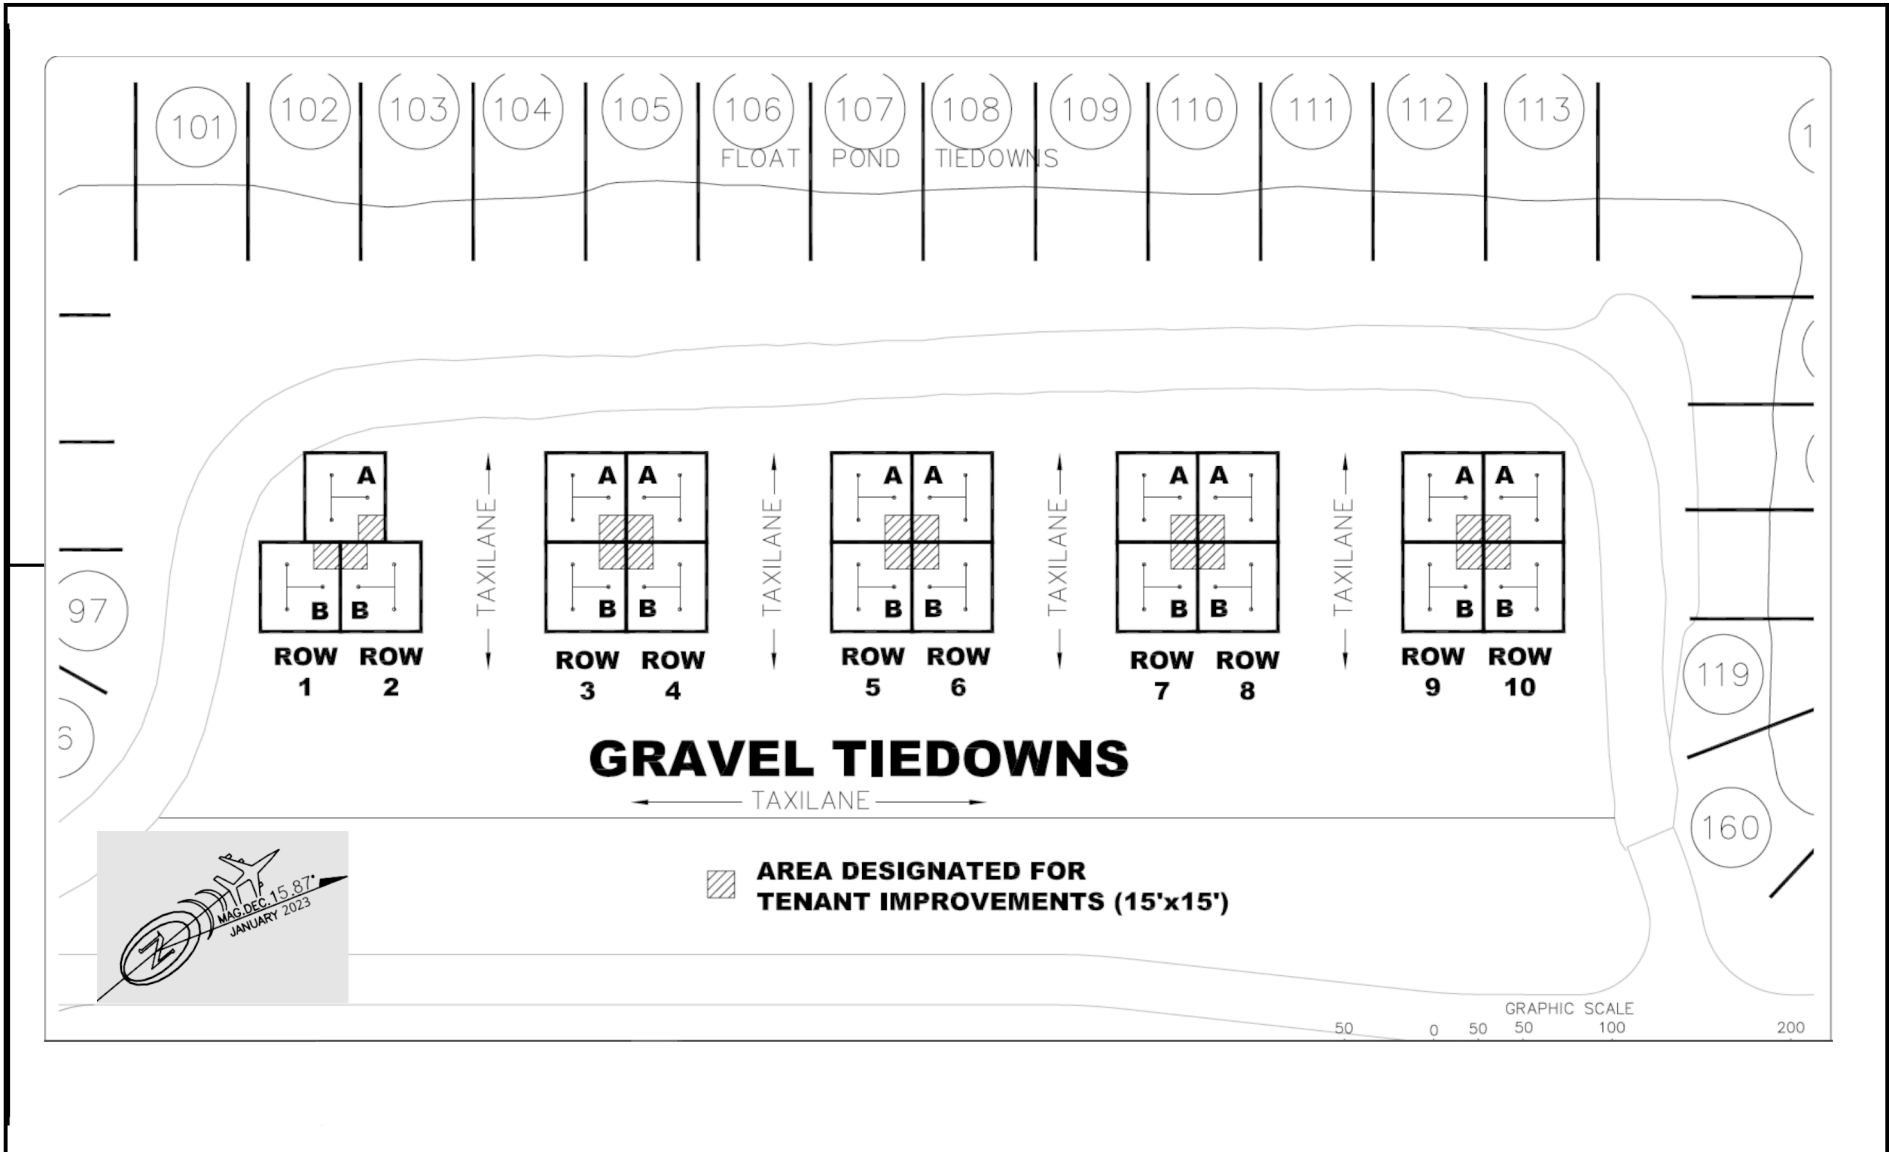 101 102 103 104 105 106 107 108 109 110 111 112 113
FLOAT POND TIEDOWNS
A A A A A A A A A
TAXILANE TAXILANE TAXILANE TAXILANE
B B B B B B B B B B
97
ROW ROW ROW ROW ROW ROW ROW ROW ROW ROW
1 2 3 4 5 6 7 8 9 10
119
6
GRAVEL TIEDOWNS
TAXILANE
160
AREA DESIGNATED FOR
TENANT IMPROVEMENTS (15'x15')
MAG.DEC. 15.87°
JANUARY 2023
Z
GRAPHIC SCALE
50 0 50 50 100 200